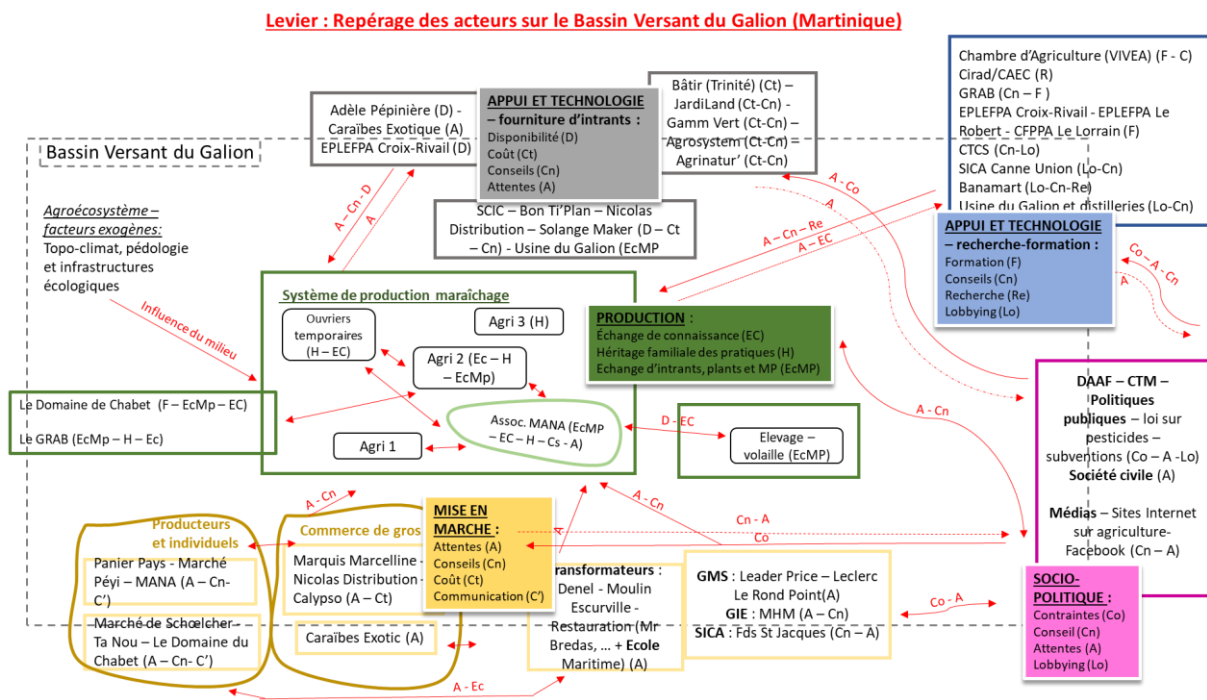 Levier : Repérage des acteurs sur le Bassin Versant du Galion (Martinique)
Adèle Pépinière (D) -
Caraïbes Exotique (A)
EPLEFPA Croix-Rivail (D)
APPUI ET TECHNOLOGIE
– fourniture d'intrants :
Disponibilité (D)
Coût (Ct)
Conseils (Cn)
Attentes (A)
Bâtir (Trinité) (Ct) –
JardiLand (Ct-Cn) -
Gamm Vert (Ct-Cn) –
Agrosystem (Ct-Cn) –
Agrinatur' (Ct-Cn)
Chambre d'Agriculture (VIVEA) (F - C)
Cirad/CAEC (R)
GRAB (Cn – F )
EPLEFPA Croix-Rivail - EPLEFPA Le
Robert - CFPPA Le Lorrain (F)
CTCS (Cn-Lo)
SICA Canne Union (Lo-Cn)
Banamart (Lo-Cn-Re)
Usine du Galion et distilleries (Lo-Cn)
APPUI ET TECHNOLOGIE
– recherche-formation :
Formation (F)
Conseils (Cn)
Recherche (Re)
Lobbying (Lo)
Bassin Versant du Galion
Agroécosystème –
facteurs exogènes:
Topo-climat, pédologie
et infrastructures
écologiques
Influence du milieu
A – Cn - D
A
SCIC – Bon Ti'Plan – Nicolas
Distribution – Solange Maker (D – Ct
– Cn) - Usine du Galion (EcMP
A - Co
A
A – Cn – Re
A – EC
Co – A - Cn
A
Système de production maraîchage
Ouvriers
temporaires
(H – EC)
Agri 3 (H)
Agri 2 (Ec – H
– EcMp)
Agri 1
Assoc. MANA (EcMP
– EC – H – Cs - A)
PRODUCTION :
Échange de connaissance (EC)
Héritage familiale des pratiques (H)
Echange d'intrants, plants et MP (EcMP)
Le Domaine de Chabet (F – EcMp – EC)
Le GRAB (EcMp – H – Ec)
D - EC
Elevage –
volaille (EcMP)
A - Cn
DAAF – CTM –
Politiques
publiques – loi sur
pesticides –
subventions (Co – A -Lo)
Société civile (A)
Médias – Sites Internet
sur agriculture-
Facebook (Cn – A)
SOCIO-
POLITIQUE :
Contraintes (Co)
Conseil (Cn)
Attentes (A)
Lobbying (Lo)
A - Cn
Producteurs
et individuels
Panier Pays - Marché
Péyi – MANA (A – Cn-
C')
Marché de Schœlcher-
Ta Nou – Le Domaine du
Chabet (A – Cn- C')
Commerce de gros
Marquis Marcelline -
Nicolas Distribution -
Calypso (A – Ct)
Caraïbes Exotic (A)
MISE EN
MARCHE :
Attentes (A)
Conseils (Cn)
Coût (Ct)
Communication (C')
A
A - Cn
Cn - A
Co
ransformateurs :
Denel - Moulin
Escurville -
Restauration (Mr
Bredas, ... + Ecole
Maritime) (A)
GMS : Leader Price – Leclerc
Le Rond Point(A)
GIE : MHM (A – Cn)
SICA : Fds St Jacques (Cn – A)
Co - A
A - Ec